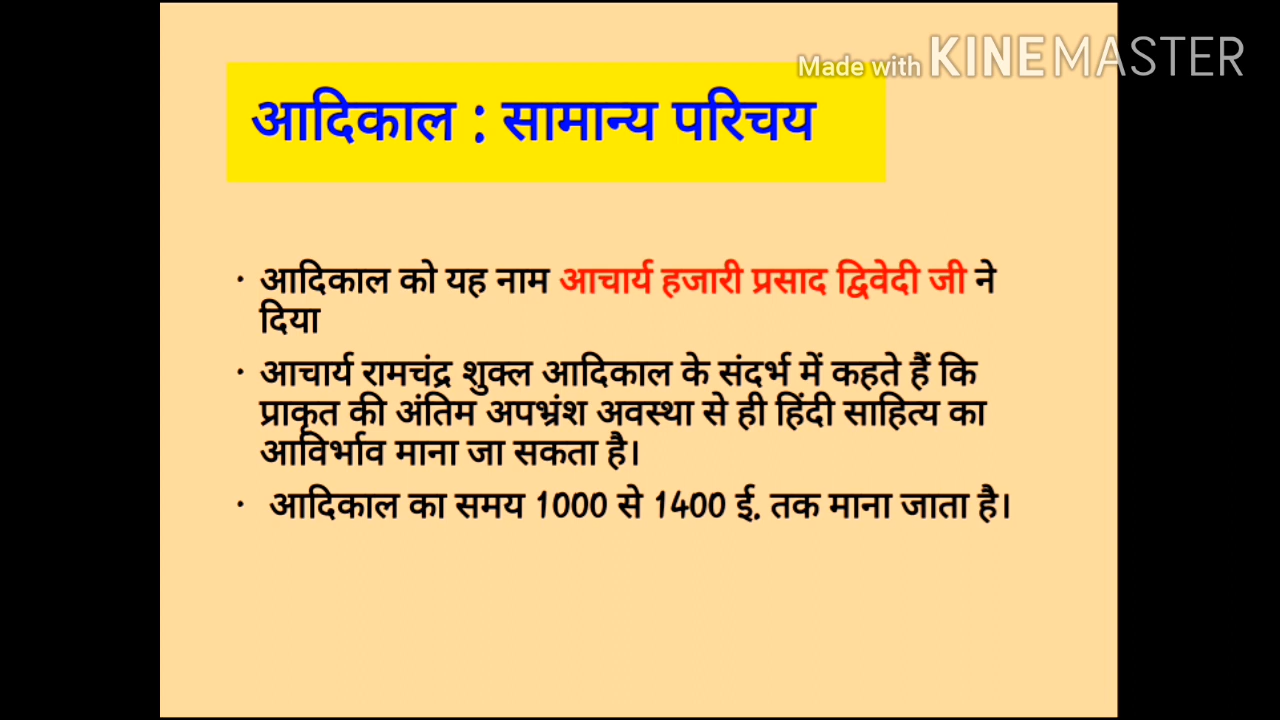 Made with KINEMASTER
आदिकाल : सामान्य परिचय
• आदिकाल को यह नाम आचार्य हजारी प्रसाद द्विवेदी जी ने
दिया
• आचार्य रामचंद्र शुक्ल आदिकाल के संदर्भ में कहते हैं कि
प्राकृत की अंतिम अपभ्रंश अवस्था से ही हिंदी साहित्य का
आविर्भाव माना जा सकता है।
• आदिकाल का समय 1000 से 1400 ई. तक माना जाता है।